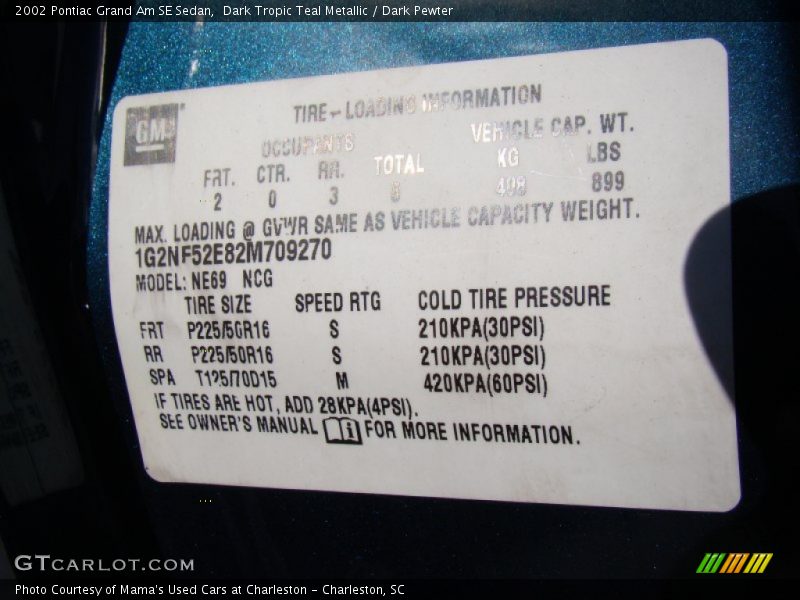 2002 Pontiac Grand Am SE Sedan,  Dark Tropic Teal Metallic / Dark Pewter
GM
TIRE-LOADING INFORMATION
OCCUPANTS VEHICLE CAP. WT.
FRT. CTR. RR. TOTAL KG LBS
2 0 3 899
MAX. LOADING @ GVWR SAME AS VEHICLE CAPACITY WEIGHT.
1G2NF52E82M709270
MODEL: NE69 NCG
TIRE SIZE SPEED RTG COLD TIRE PRESSURE
FRT P225/50R16 S 210KPA(30PSI)
RR P225/50R16 S 210KPA(30PSI)
SPA T125/70D15 M 420KPA(60PSI)
IF TIRES ARE HOT, ADD 28KPA(4PSI).
SEE OWNER'S MANUAL i FOR MORE INFORMATION.
GTCARLOT.COM
Photo Courtesy of Mama's Used Cars at Charleston - Charleston, SC